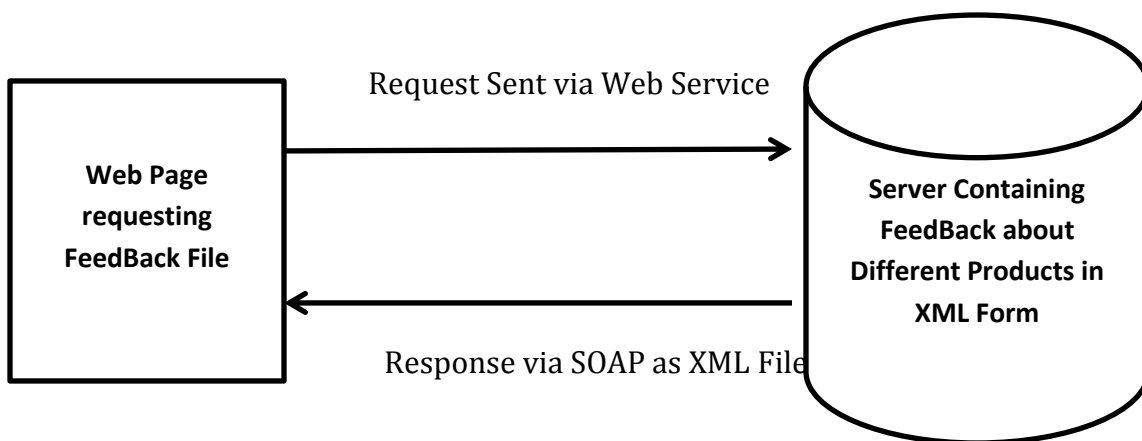 Request Sent via Web Service
Web Page
requesting
FeedBack File
Server Containing
FeedBack about
Different Products in
XML Form
Response via SOAP as XML File